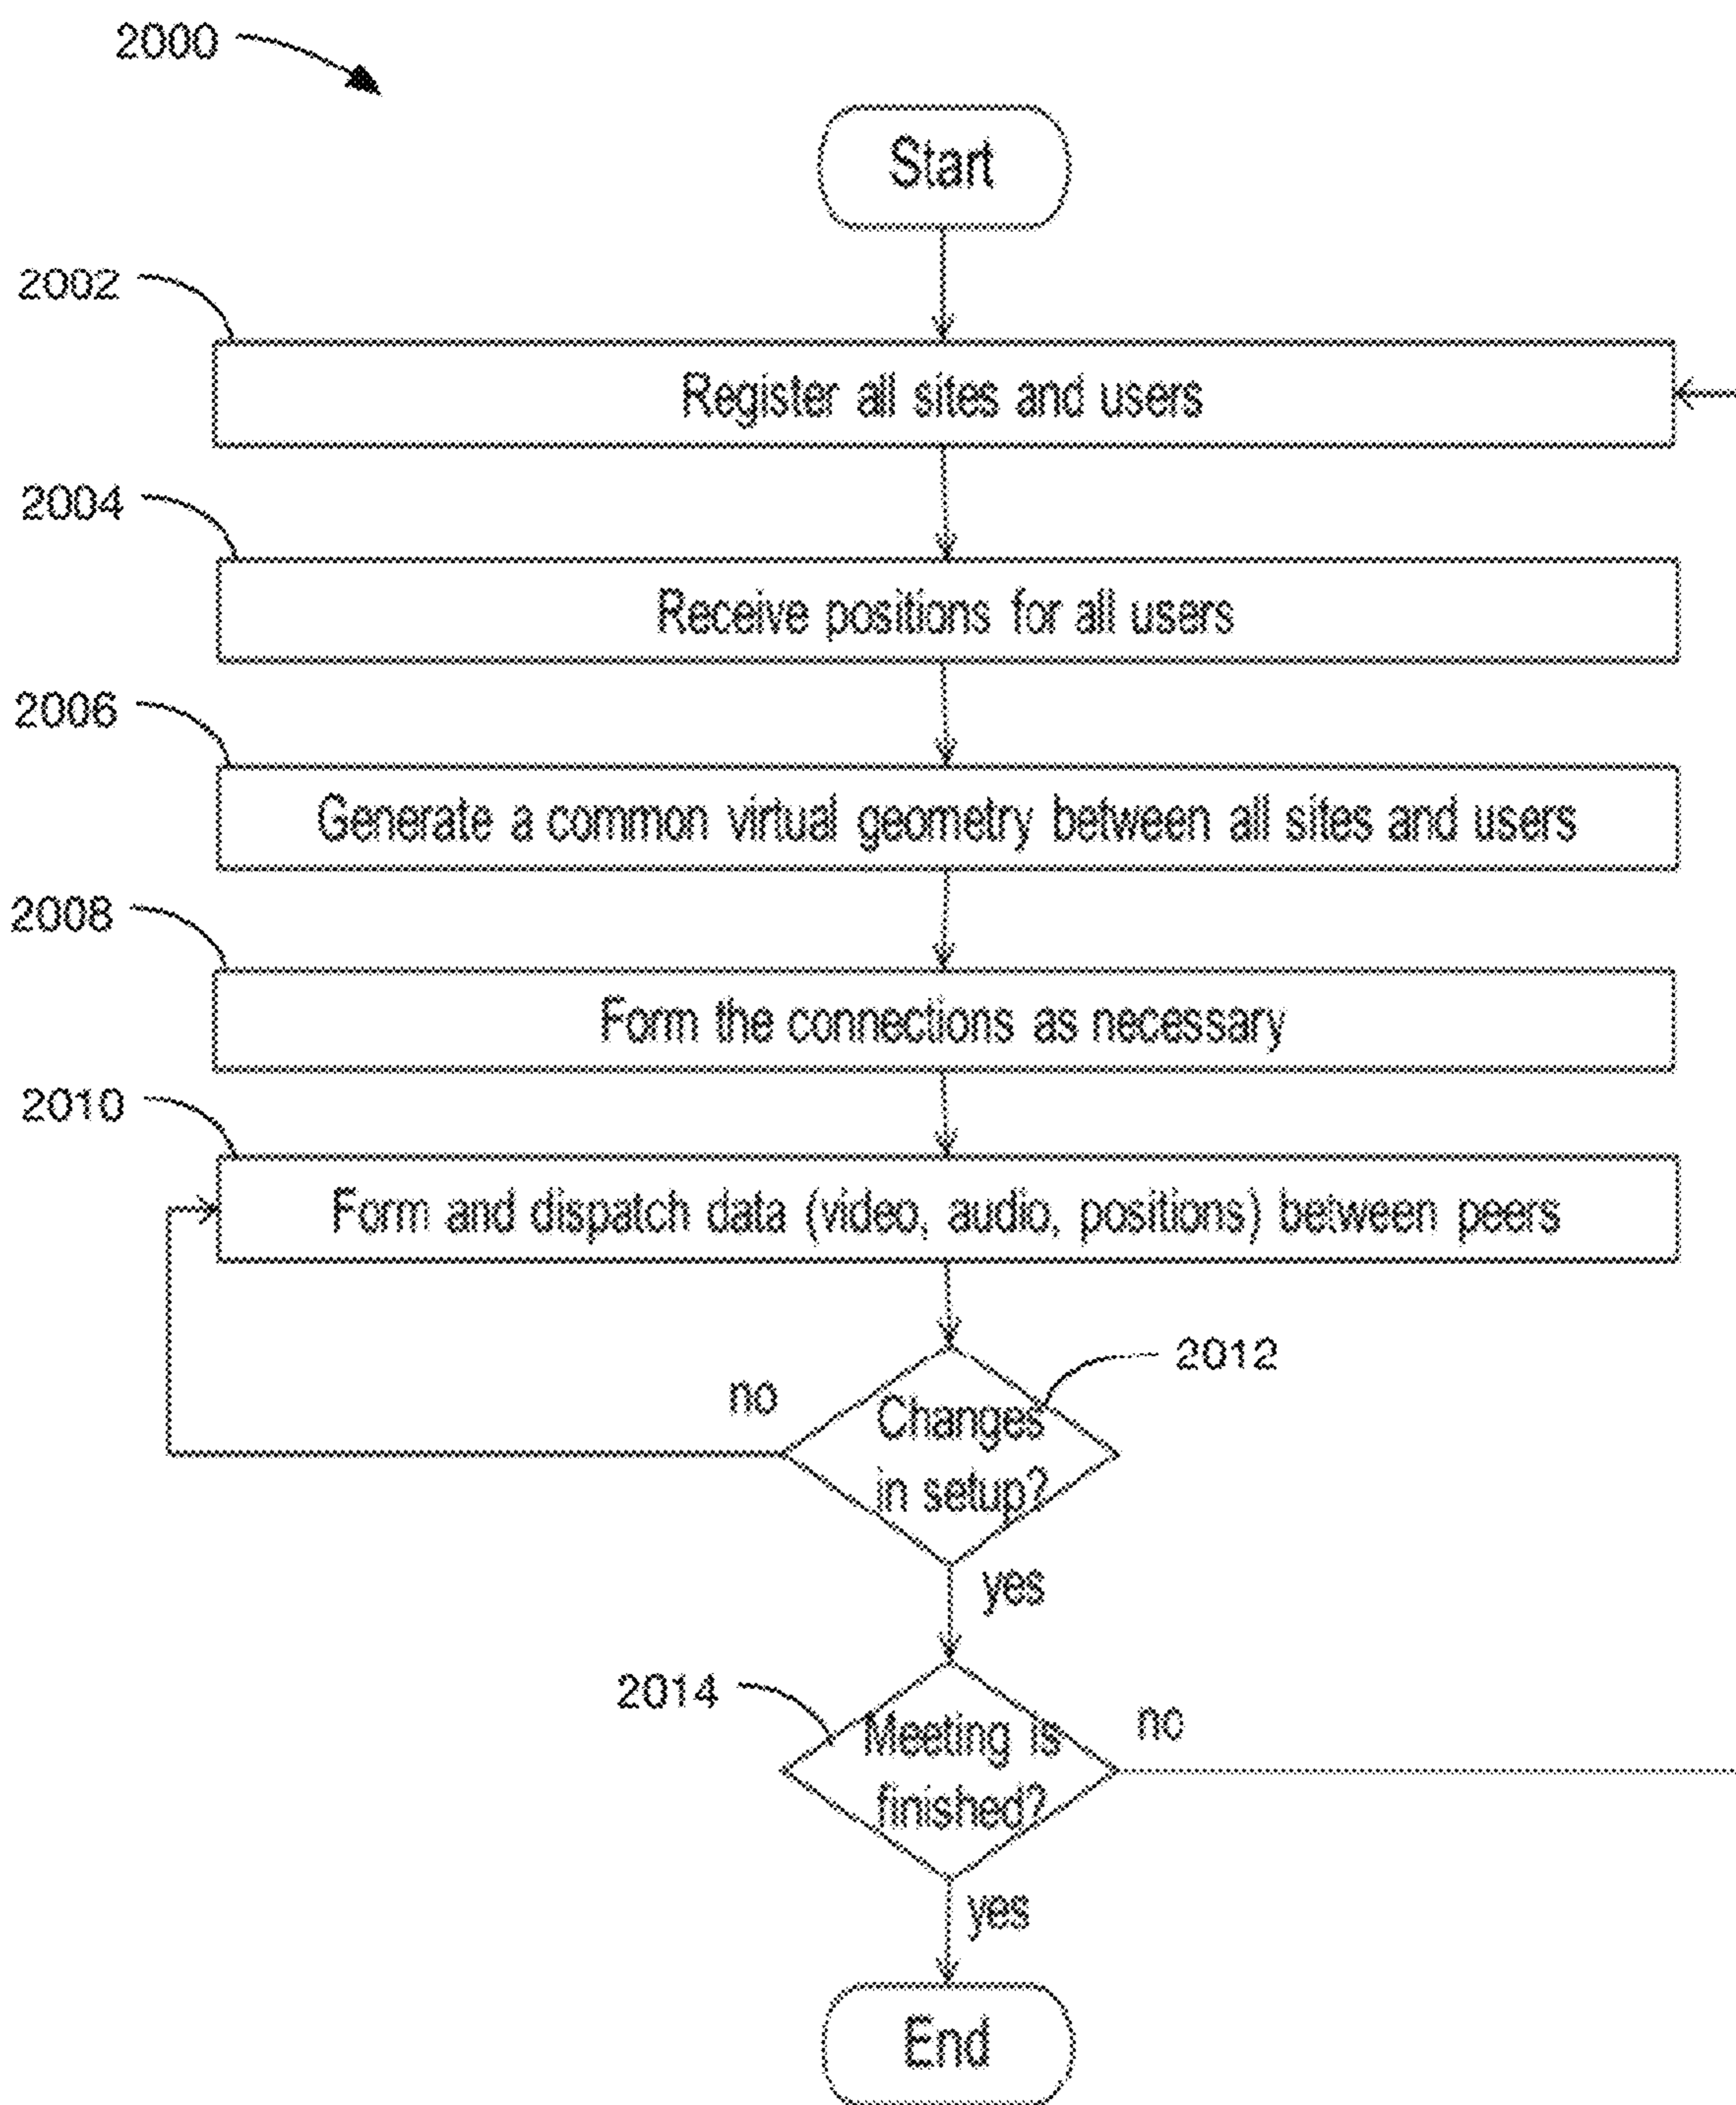 2000
Start
2002
Register all sites and users
2004
Receive positions for all users
2006
Generate a common virtual geometry between all sites and users
2008
Form the connections as necessary
2010
Form and dispatch data (video, audio, positions) between peers
2012
no
Changes
in setup?
yes
2014
Meeting is
finished?
no
yes
End